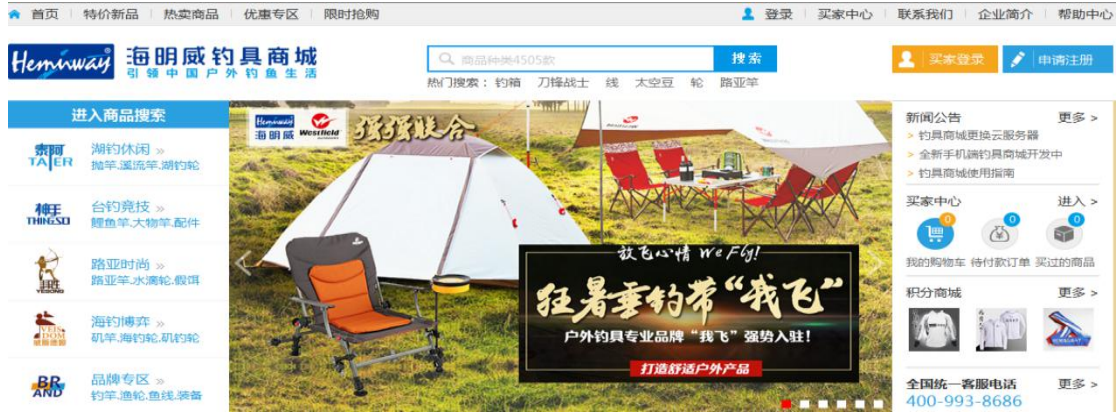 首页 特价新品 热卖商品 优惠专区 限时抢购 登录 买家中心 联系我们 企业简介 帮助中心
Hemiway 海明威钓具商城
引领中国户外钓鱼生活
商品种类4505款 搜索
热门搜索：钓箱 刀锋战士 线 太空豆 轮 路亚竿
买家登录 申请注册
进入商品搜索
TAIER 湖钓休闲 »
抛竿.溪流竿.湖钓轮
神王 THINGSO 台钓竞技 »
鲤鱼竿.大物竿.配件
YESONG 路亚时尚 »
路亚竿.水滴轮.假饵
海钓博弈 »
矶竿.海钓轮.矶钓轮
BRAND 品牌专区 »
钓竿.渔轮.鱼线.装备
Hemiway 海明威 Westfield 强强联合
放飞心情 We Fly!
狂暑垂钓带“我飞”
户外钓具专业品牌“我飞”强势入驻！
打造舒适户外产品
新闻公告 更多 >
> 钓具商城更换云服务器
> 全新手机端钓具商城开发中
> 钓具商城使用指南
买家中心 进入 >
0 0 0
我的购物车 待付款订单 买过的商品
积分商城 更多 >
全国统一客服电话 更多 >
400-993-8686